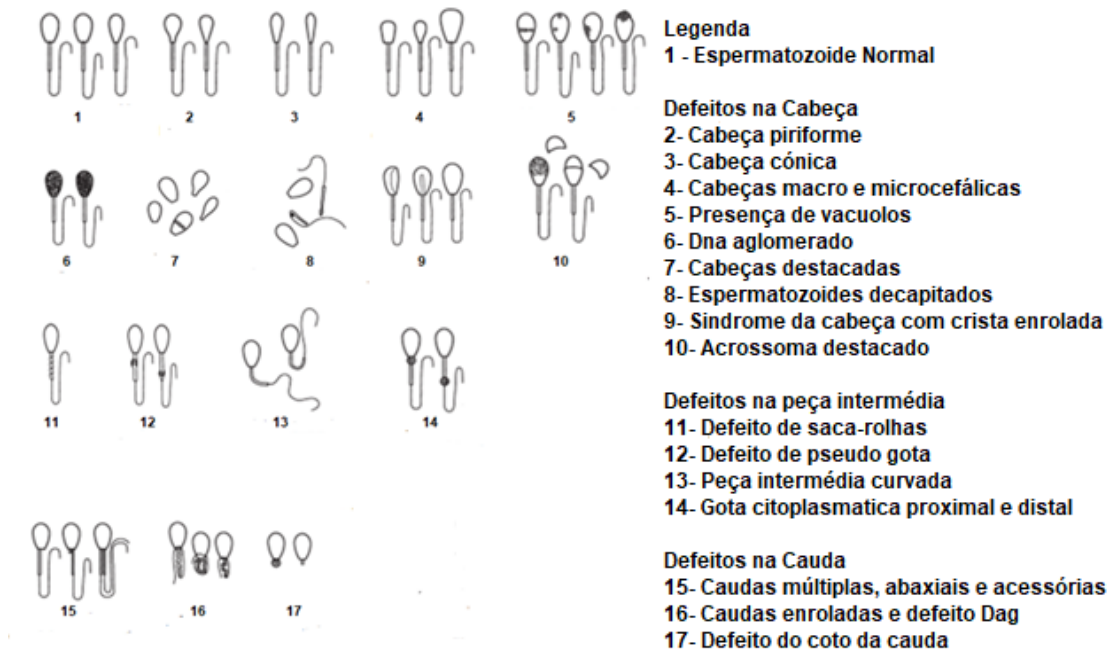 1
2
3
4
5
6
7
8
9
10
11
12
13
14
15
16
17
Legenda
1 - Espermatozoide Normal
Defeitos na Cabeça
2- Cabeça piriforme
3- Cabeça cónica
4- Cabeças macro e microcefálicas
5- Presença de vacuolos
6- Dna aglomerado
7- Cabeças destacadas
8- Espermatozoides decapitados
9- Sindrome da cabeça com crista enrolada
10- Acrossoma destacado
Defeitos na peça intermédia
11- Defeito de saca-rolhas
12- Defeito de pseudo gota
13- Peça intermédia curvada
14- Gota citoplasmatica proximal e distal
Defeitos na Cauda
15- Caudas múltiplas, abaxiais e acessórias
16- Caudas enroladas e defeito Dag
17- Defeito do coto da cauda